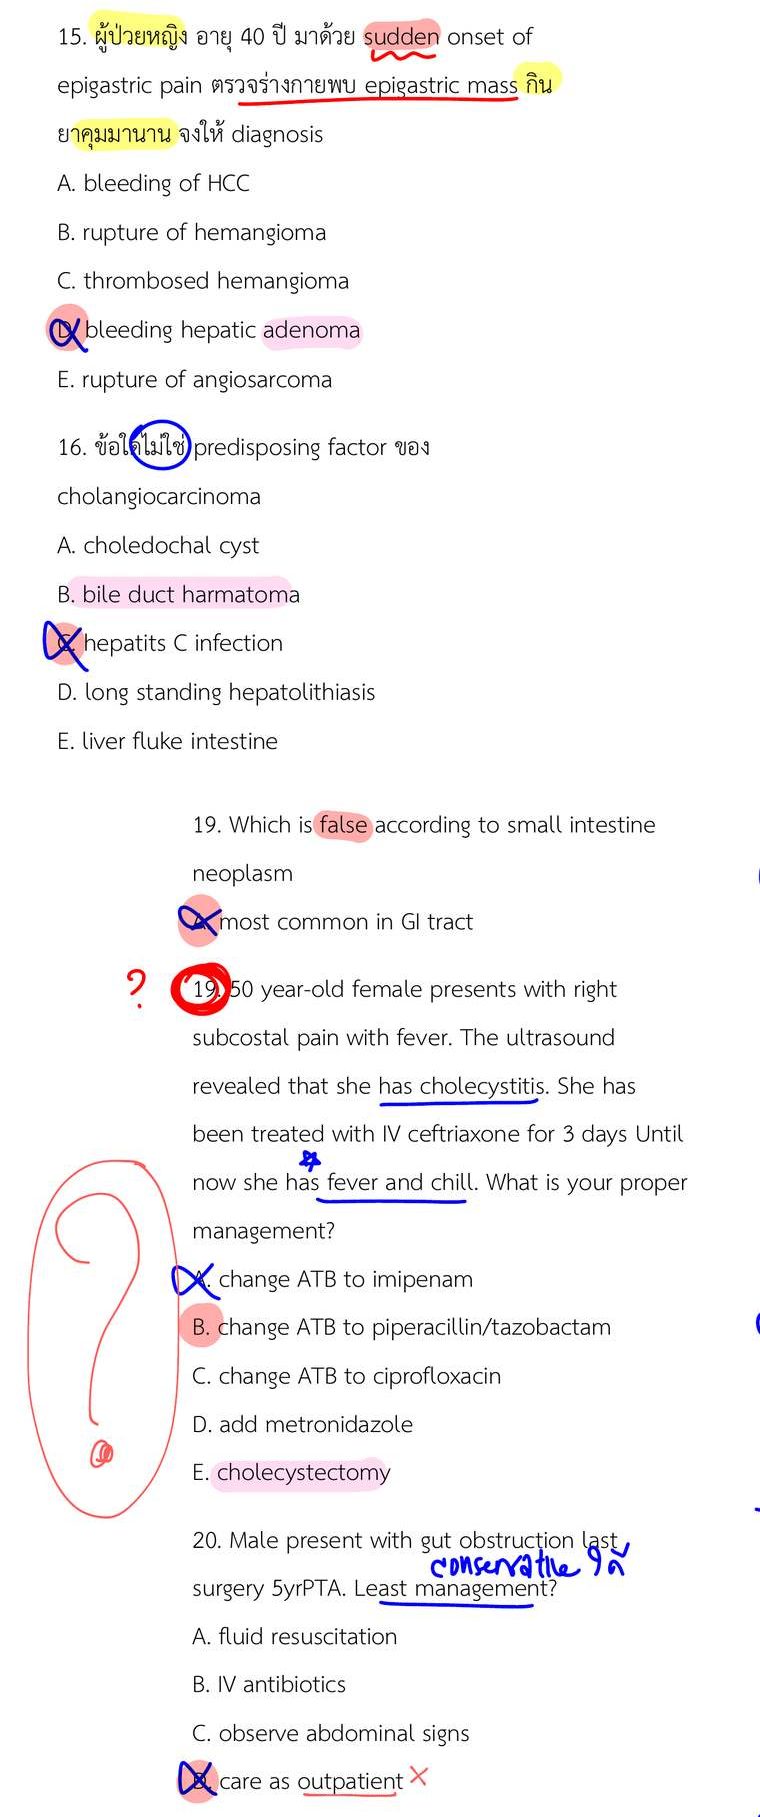 15. ผู้ป่วยหญิง อายุ 40 ปี มาด้วย sudden onset of
epigastric pain ตรวจร่างกายพบ epigastric mass กิน
ยาคุมมานาน จงให้ diagnosis
A. bleeding of HCC
B. rupture of hemangioma
C. thrombosed hemangioma
D. bleeding hepatic adenoma
E. rupture of angiosarcoma
16. ข้อใดไม่ใช่ predisposing factor ของ
cholangiocarcinoma
A. choledochal cyst
B. bile duct harmatoma
C. hepatits C infection
D. long standing hepatolithiasis
E. liver fluke intestine
19. Which is false according to small intestine
neoplasm
A. most common in GI tract
? 19. 50 year-old female presents with right
subcostal pain with fever. The ultrasound
revealed that she has cholecystitis. She has
been treated with IV ceftriaxone for 3 days Until
now she has fever and chill. What is your proper
management?
A. change ATB to imipenam
B. change ATB to piperacillin/tazobactam
C. change ATB to ciprofloxacin
D. add metronidazole
E. cholecystectomy
?
20. Male present with gut obstruction last
conservative ได้
surgery 5yrPTA. Least management?
A. fluid resuscitation
B. IV antibiotics
C. observe abdominal signs
D. care as outpatient ×